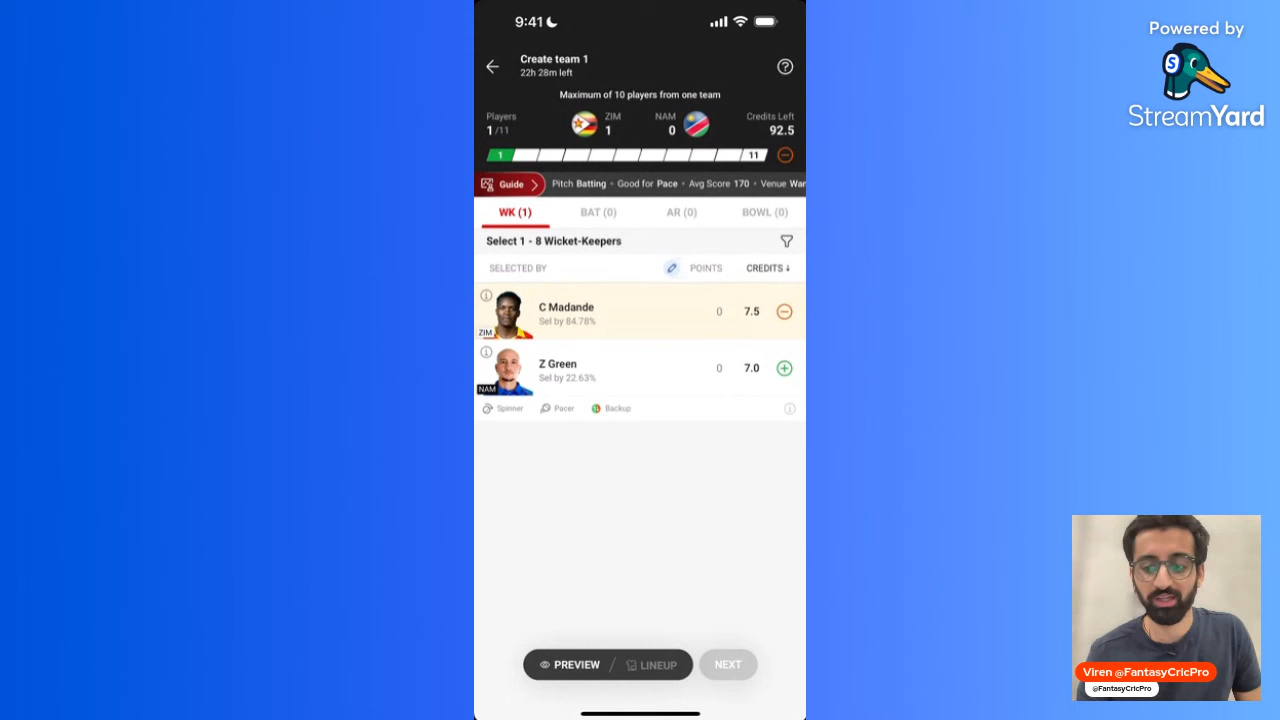 Powered by
StreamYard
9:41
Create team 1
22h 28m left
Maximum of 10 players from one team
Players
1 /11
ZIM
1
NAM
0
Credits Left
92.5
1
11
Guide
Pitch Batting • Good for Pace • Avg Score 170 • Venue Wan
WK (1)
BAT (0)
AR (0)
BOWL (0)
Select 1 - 8 Wicket-Keepers
SELECTED BY
POINTS
CREDITS ↓
C Madande
Sel by 84.78%
ZIM
0
7.5
Z Green
Sel by 22.63%
NAM
0
7.0
Spinner
Pacer
Backup
PREVIEW / LINEUP
NEXT
Viren @FantasyCricPro
@FantasyCricPro